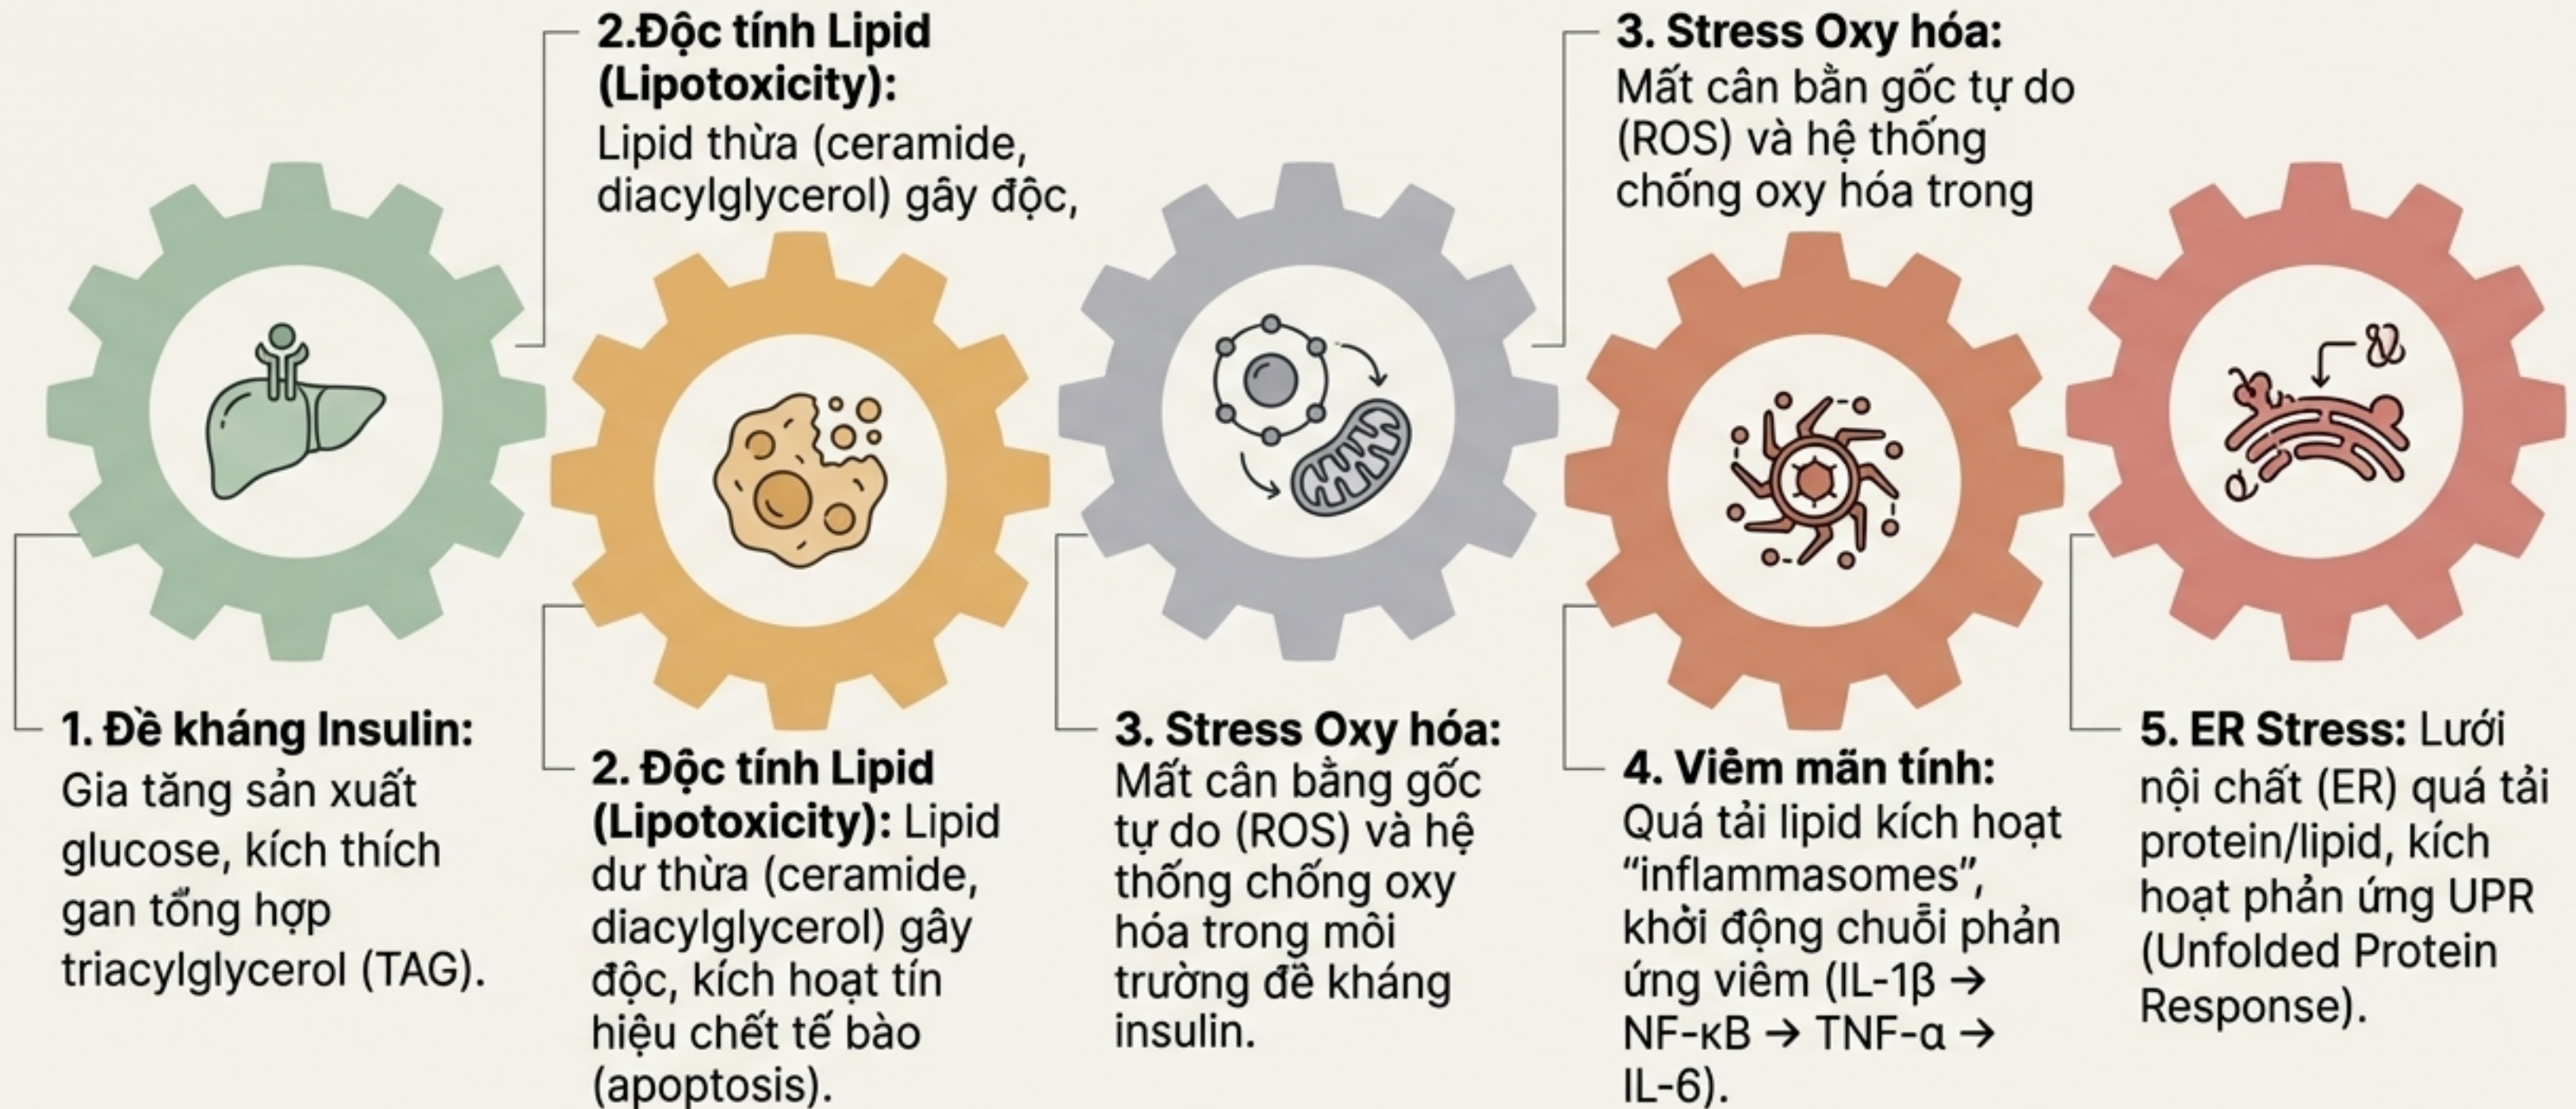 2.Độc tính Lipid
(Lipotoxicity):
Lipid thừa (ceramide,
diacylglycerol) gây độc,
3. Stress Oxy hóa:
Mất cân bằn gốc tự do
(ROS) và hệ thống
chống oxy hóa trong
1. Đề kháng Insulin:
Gia tăng sản xuất
glucose, kích thích
gan tổng hợp
triacylglycerol (TAG).
2. Độc tính Lipid
(Lipotoxicity): Lipid
dư thừa (ceramide,
diacylglycerol) gây
độc, kích hoạt tín
hiệu chết tế bào
(apoptosis).
3. Stress Oxy hóa:
Mất cân bằng gốc
tự do (ROS) và hệ
thống chống oxy
hóa trong môi
trường đề kháng
insulin.
4. Viêm mãn tính:
Quá tải lipid kích hoạt
“inflammasomes”,
khởi động chuỗi phản
ứng viêm (IL-1β →
NF-κB → TNF-α →
IL-6).
5. ER Stress: Lưới
nội chất (ER) quá tải
protein/lipid, kích
hoạt phản ứng UPR
(Unfolded Protein
Response).